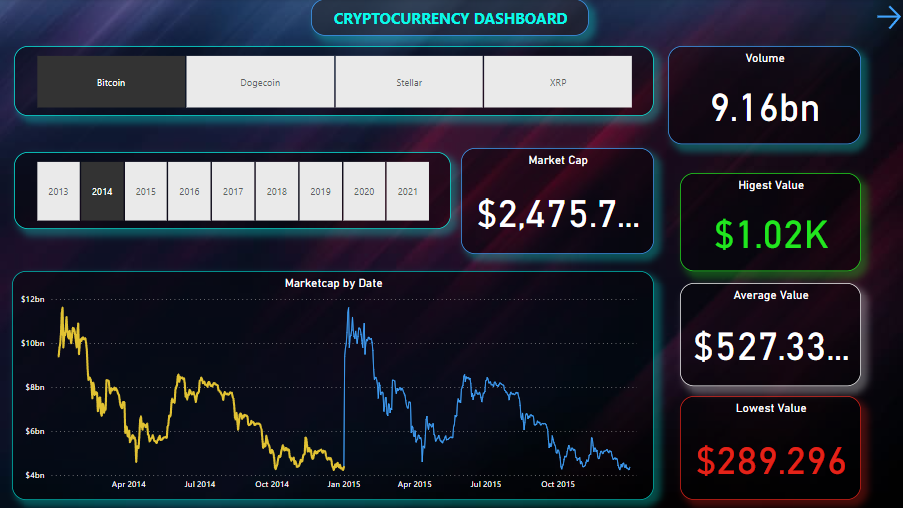 CRYPTOCURRENCY DASHBOARD
Bitcoin
Dogecoin
Stellar
XRP
Volume
9.16bn
2013
2014
2015
2016
2017
2018
2019
2020
2021
Market Cap
$2,475.7...
Higest Value
$1.02K
Marketcap by Date
$12bn
$10bn
$8bn
$6bn
$4bn
Apr 2014
Jul 2014
Oct 2014
Jan 2015
Apr 2015
Jul 2015
Oct 2015
Average Value
$527.33...
Lowest Value
$289.296